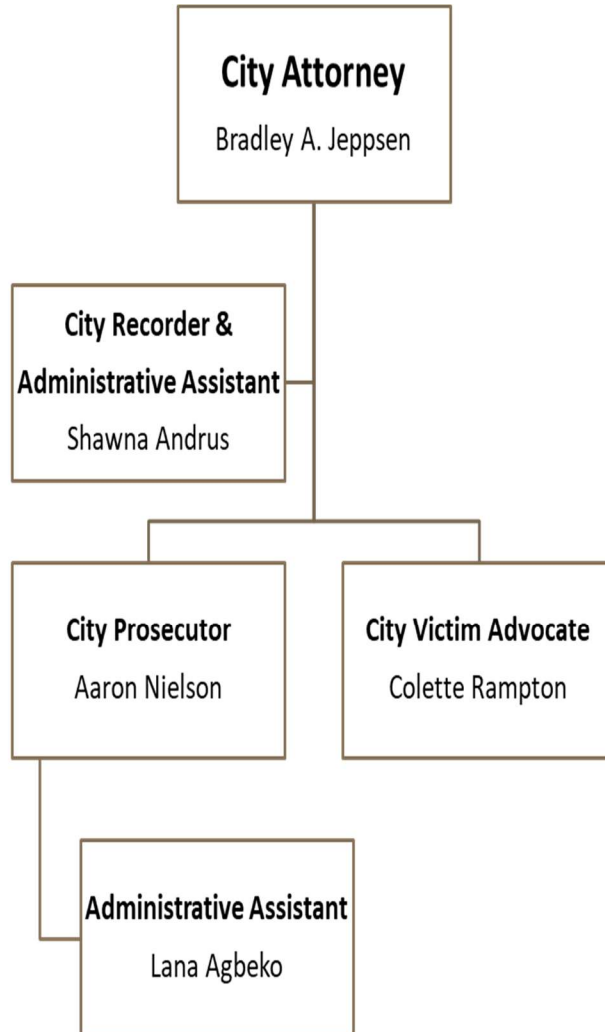 City Attorney
Bradley A. Jeppsen
City Recorder &
Administrative Assistant
Shawna Andrus
City Prosecutor
Aaron Nielson
City Victim Advocate
Colette Rampton
Administrative Assistant
Lana Agbeko